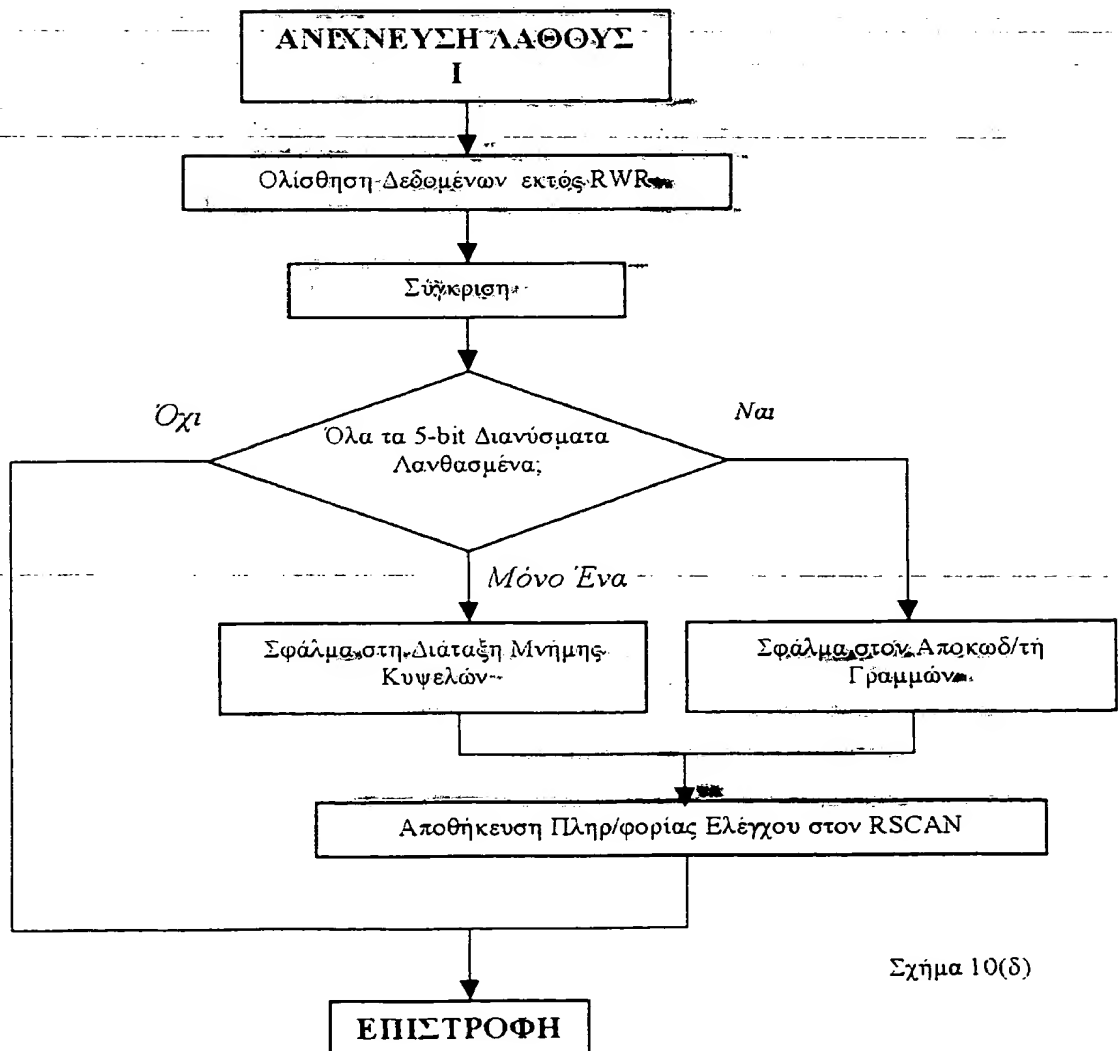 ΑΝΙΧΝΕΥΣΗ ΛΑΘΟΥΣ
Ι
Ολίσθηση Δεδομένων εκτός RWR
Σύγκριση
Όχι
Ναι
Όλα τα 5-bit Διανύσματα
Λανθασμένα;
Μόνο Ένα
Σφάλμα στη Διάταξη Μνήμης
Κυψελών
Σφάλμα στον Αποκωδ/τή
Γραμμών
Αποθήκευση Πληρ/φορίας Ελέγχου στον RSCAN
Σχήμα 10(δ)
ΕΠΙΣΤΡΟΦΗ